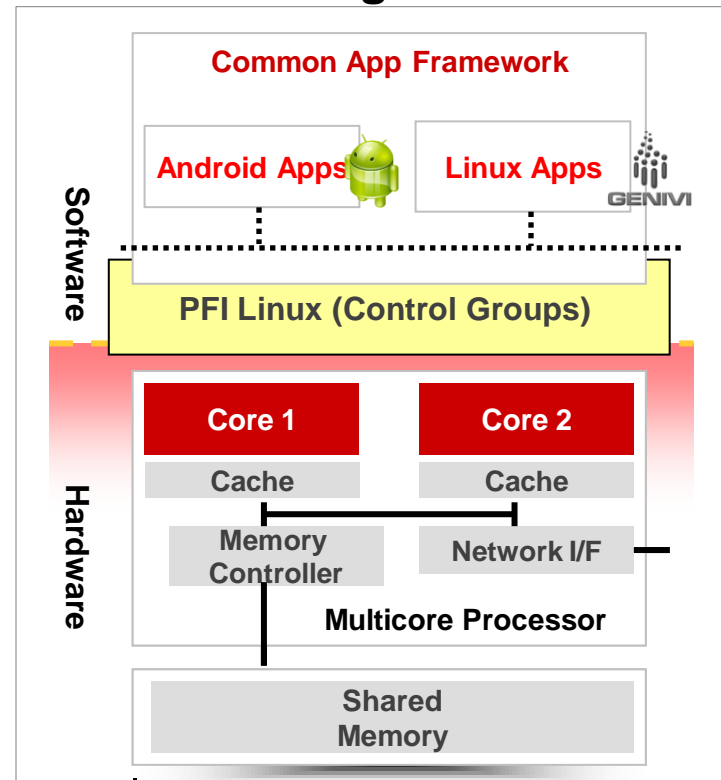 Common App Framework
Android Apps
Linux Apps
GENIVI
Software
PFI Linux (Control Groups)
Core 1
Core 2
Cache
Cache
Hardware
Memory
Controller
Network I/F
Multicore Processor
Shared
Memory